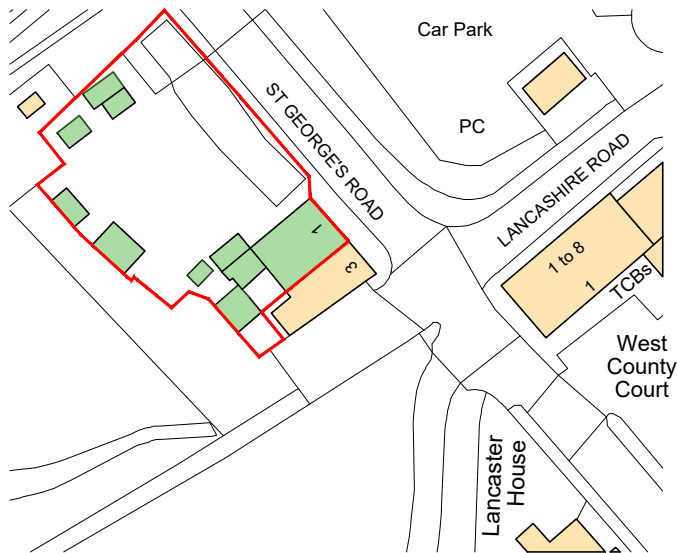 Car Park
ST GEORGE'S ROAD
PC
LANCASHIRE ROAD
1
3
1 to 8
1
TCBs
West
County
Court
Lancaster
House